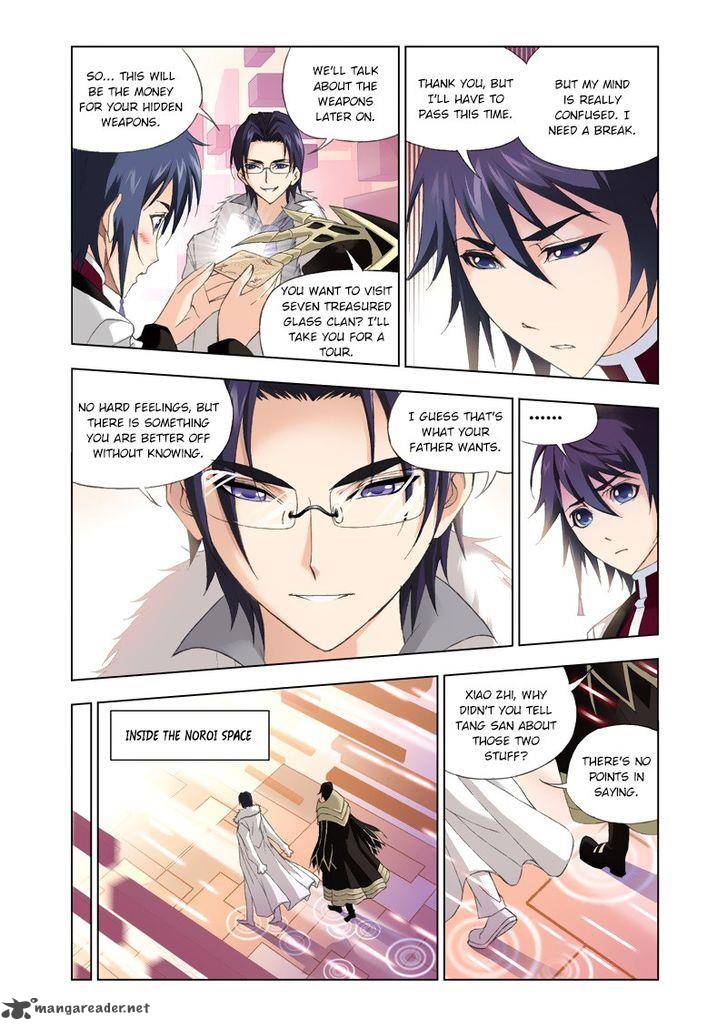 SO... THIS WILL
BE THE MONEY
FOR YOUR HIDDEN
WEAPONS.
WE'LL TALK
ABOUT THE
WEAPONS
LATER ON.
YOU WANT TO VISIT
SEVEN TREASURED
GLASS CLAN? I'LL
TAKE YOU FOR A
TOUR.
THANK YOU, BUT
I'LL HAVE TO
PASS THIS TIME.
BUT MY MIND
IS REALLY
CONFUSED. I
NEED A BREAK.
NO HARD FEELINGS, BUT
THERE IS SOMETHING
YOU ARE BETTER OFF
WITHOUT KNOWING.
I GUESS THAT'S
WHAT YOUR
FATHER WANTS.
......
INSIDE THE NOROI SPACE
XIAO ZHI, WHY
DIDN'T YOU TELL
TANG SAN ABOUT
THOSE TWO
STUFF?
THERE'S NO
POINTS IN
SAYING.
mangareader.net